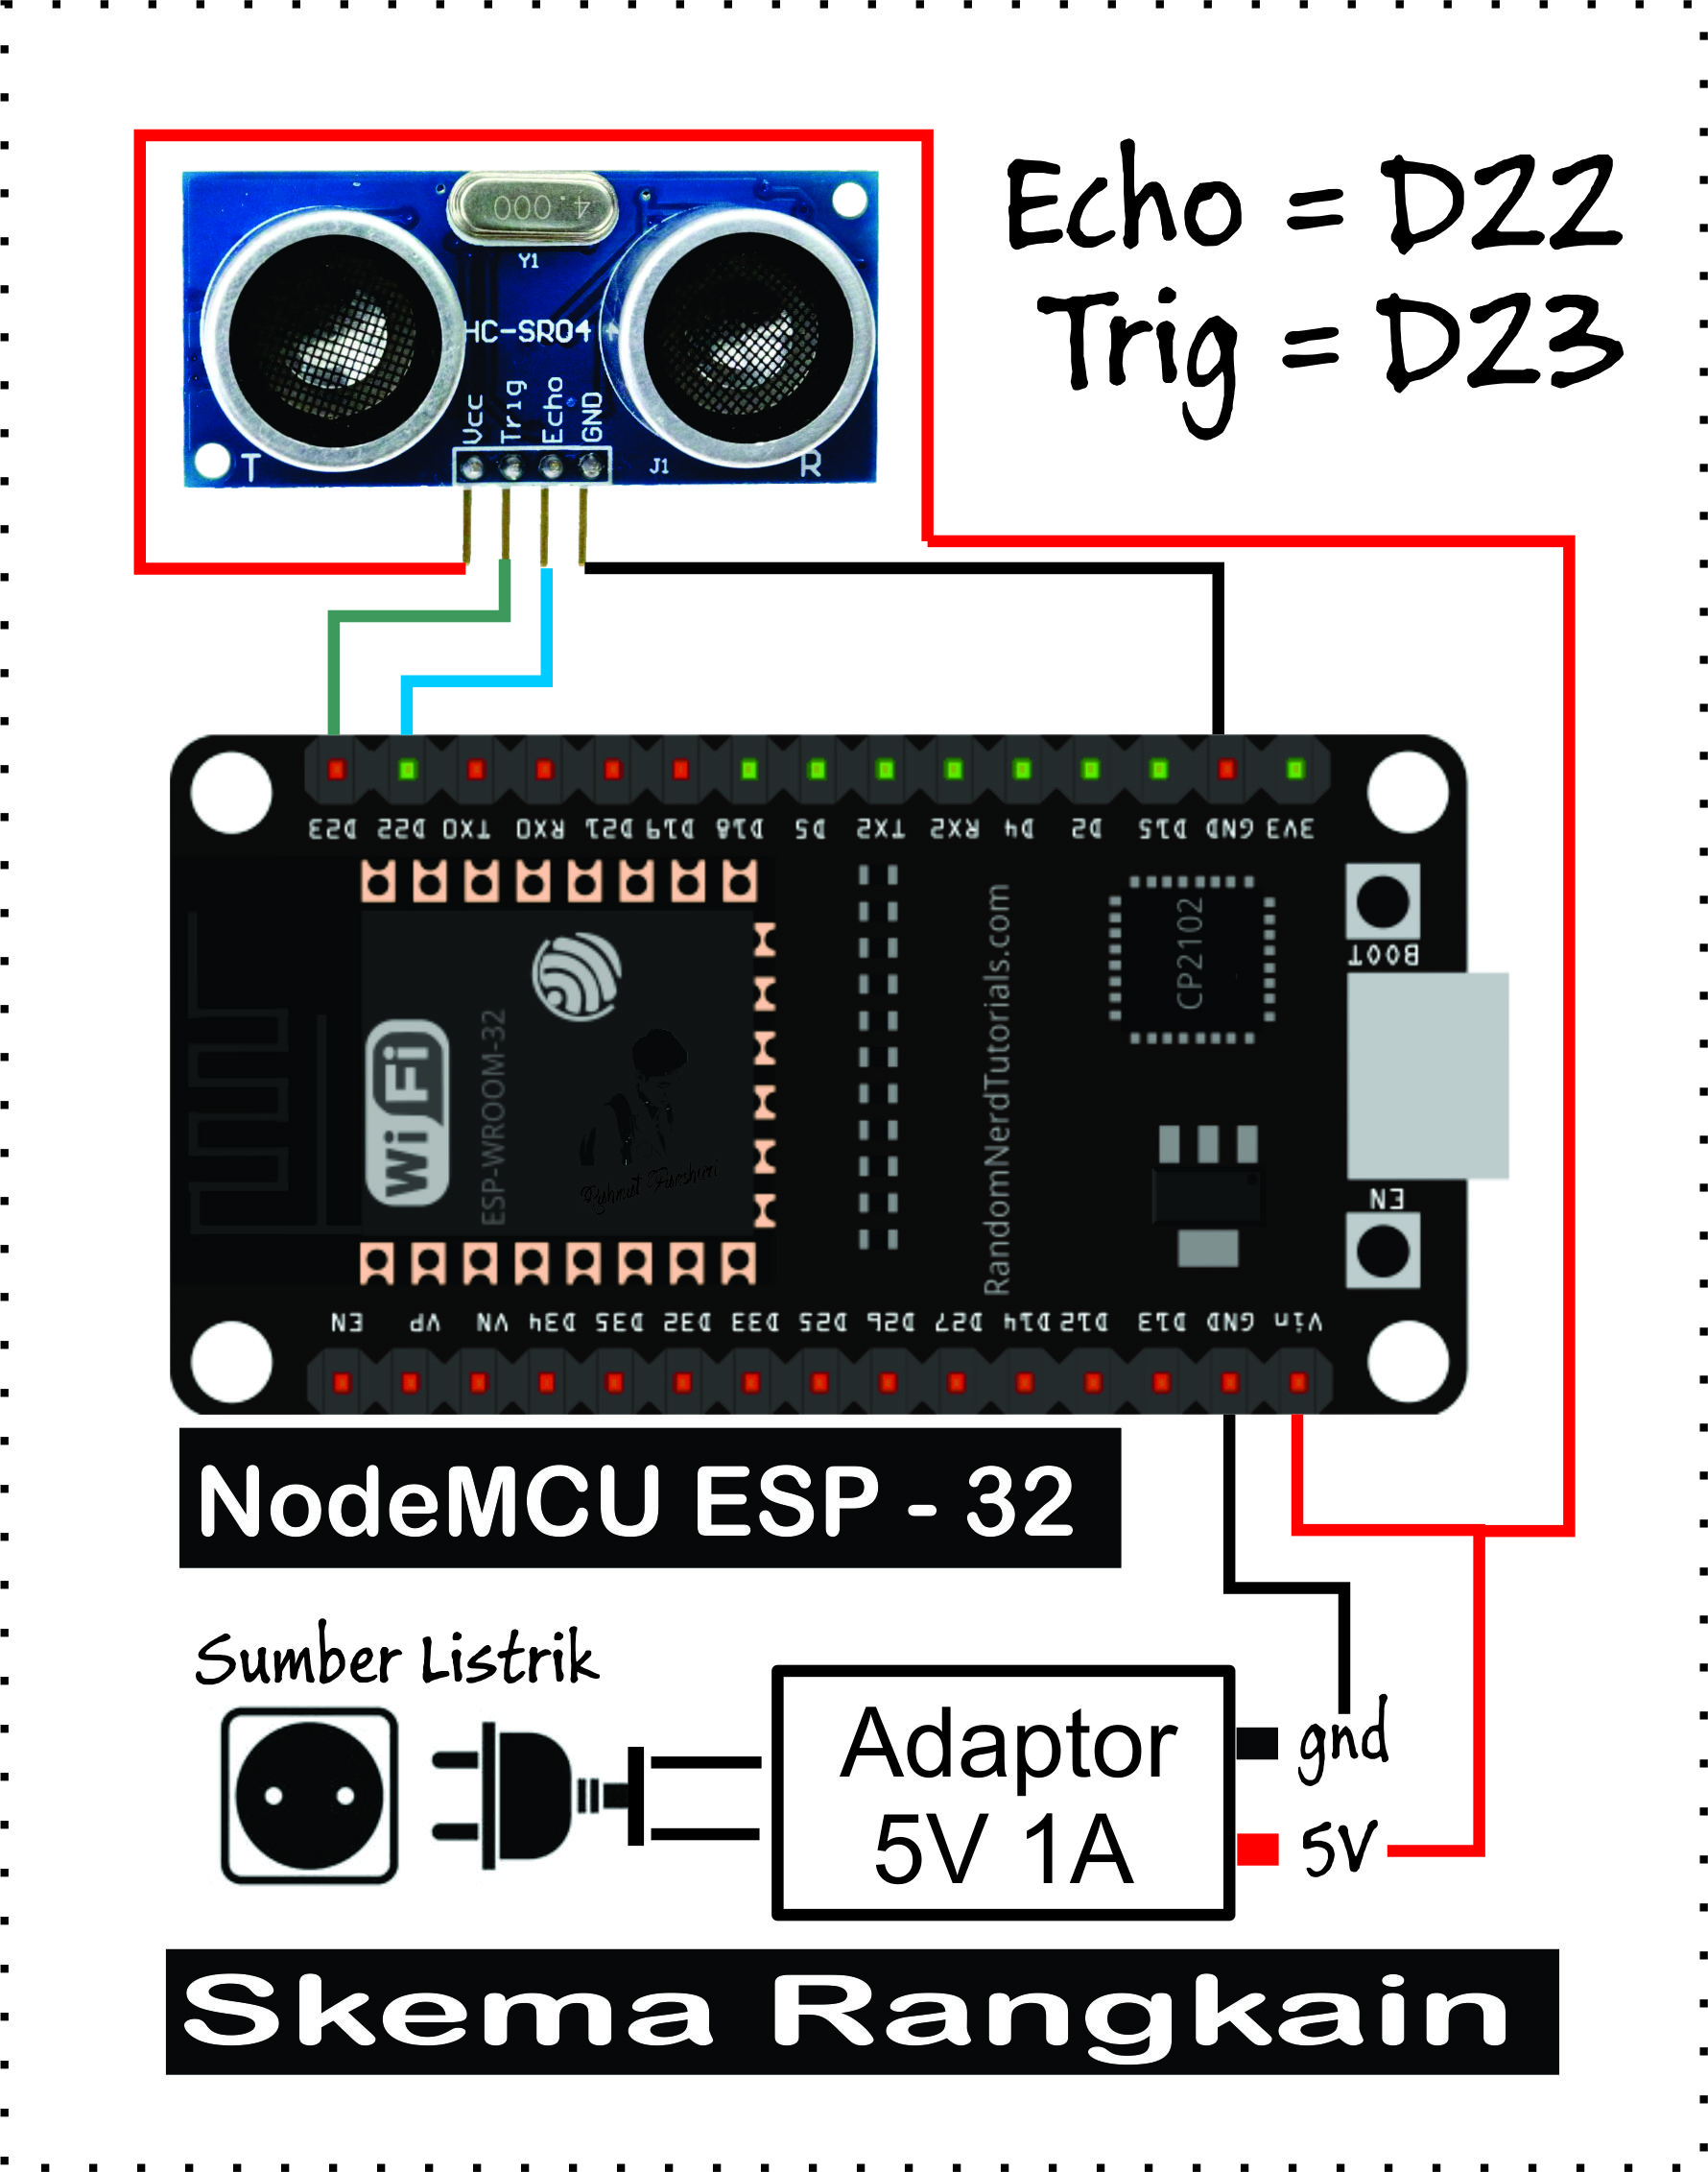 Echo = D22
Trig = D23
4.000
Y1
HC-SR04
Vcc
Trig
Echo
GND
T
J1
R
D23 D22 TX0 RX0 D21 D19 D18 D5 TX2 RX2 D4 D2 D15 GND 3V3
BOOT
CP2102
RandomNerdTutorials.com
WiFi
ESP-WROOM-32
EN
EN VP VN D34 D35 D32 D33 D25 D26 D27 D14 D12 D13 GND Vin
NodeMCU ESP - 32
Sumber Listrik
Adaptor
5V 1A
gnd
5V
Skema Rangkain